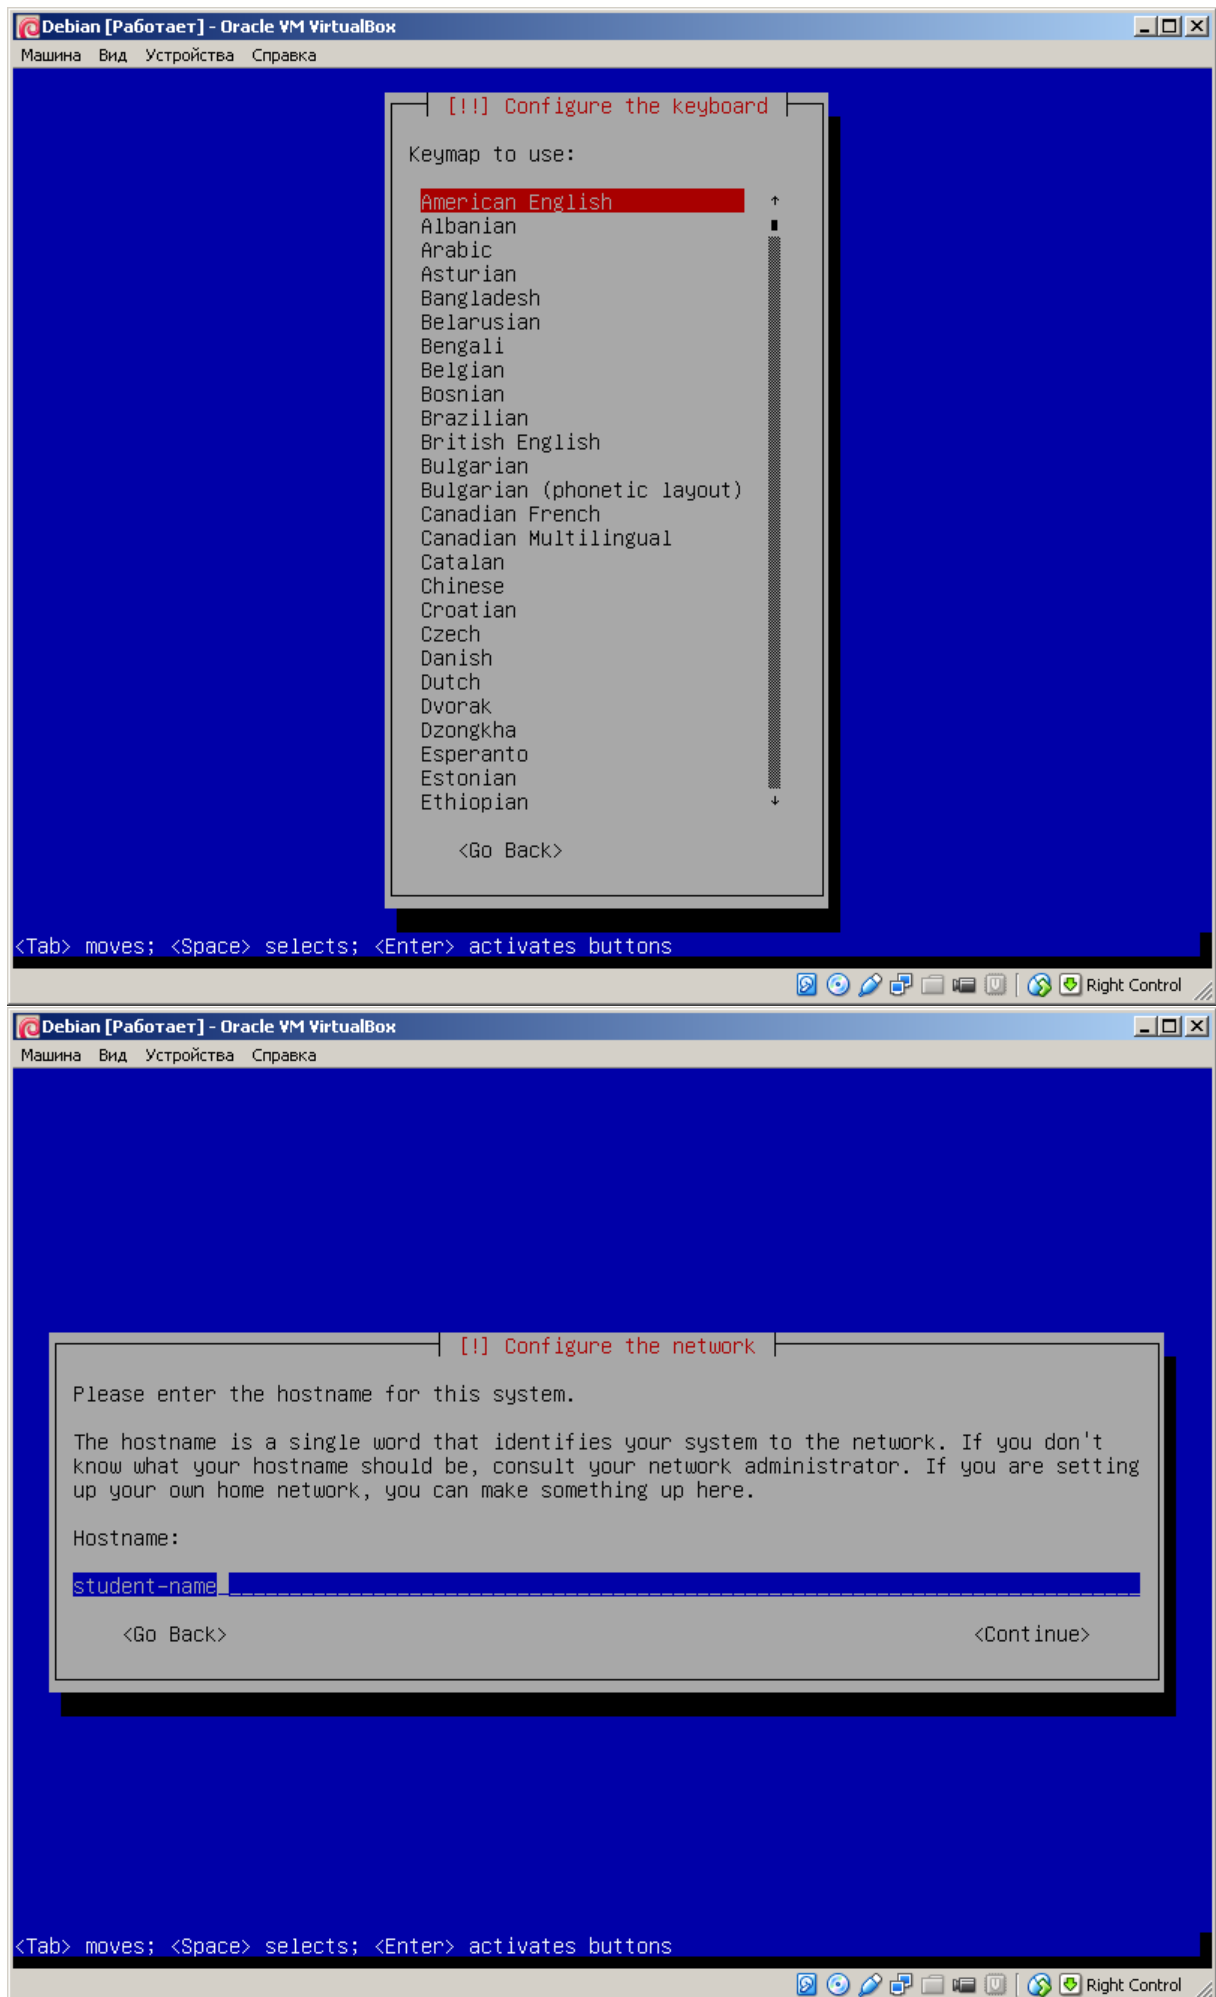 Debian [Работает] - Oracle VM VirtualBox
Машина Вид Устройства Справка
[!!] Configure the keyboard
Keymap to use:
American English
Albanian
Arabic
Asturian
Bangladesh
Belarusian
Bengali
Belgian
Bosnian
Brazilian
British English
Bulgarian
Bulgarian (phonetic layout)
Canadian French
Canadian Multilingual
Catalan
Chinese
Croatian
Czech
Danish
Dutch
Dvorak
Dzongkha
Esperanto
Estonian
Ethiopian
<Go Back>
<Tab> moves; <Space> selects; <Enter> activates buttons
Right Control
Debian [Работает] - Oracle VM VirtualBox
Машина Вид Устройства Справка
[!] Configure the network
Please enter the hostname for this system.
The hostname is a single word that identifies your system to the network. If you don't
know what your hostname should be, consult your network administrator. If you are setting
up your own home network, you can make something up here.
Hostname:
student-name
<Go Back> <Continue>
<Tab> moves; <Space> selects; <Enter> activates buttons
Right Control